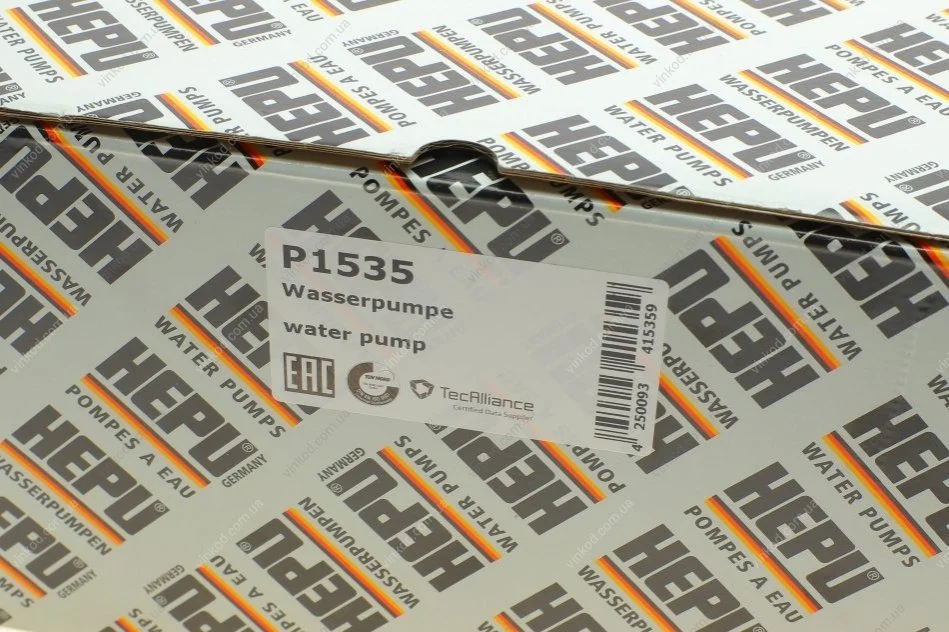 P1535
Wasserpumpe
water pump
EAC
TecAlliance
Certified Data Supplier
4 250093 415359
HEPU®
GERMANY
WASSERPUMPEN
WATER PUMPS
POMPES A EAU
vinkod.com.ua